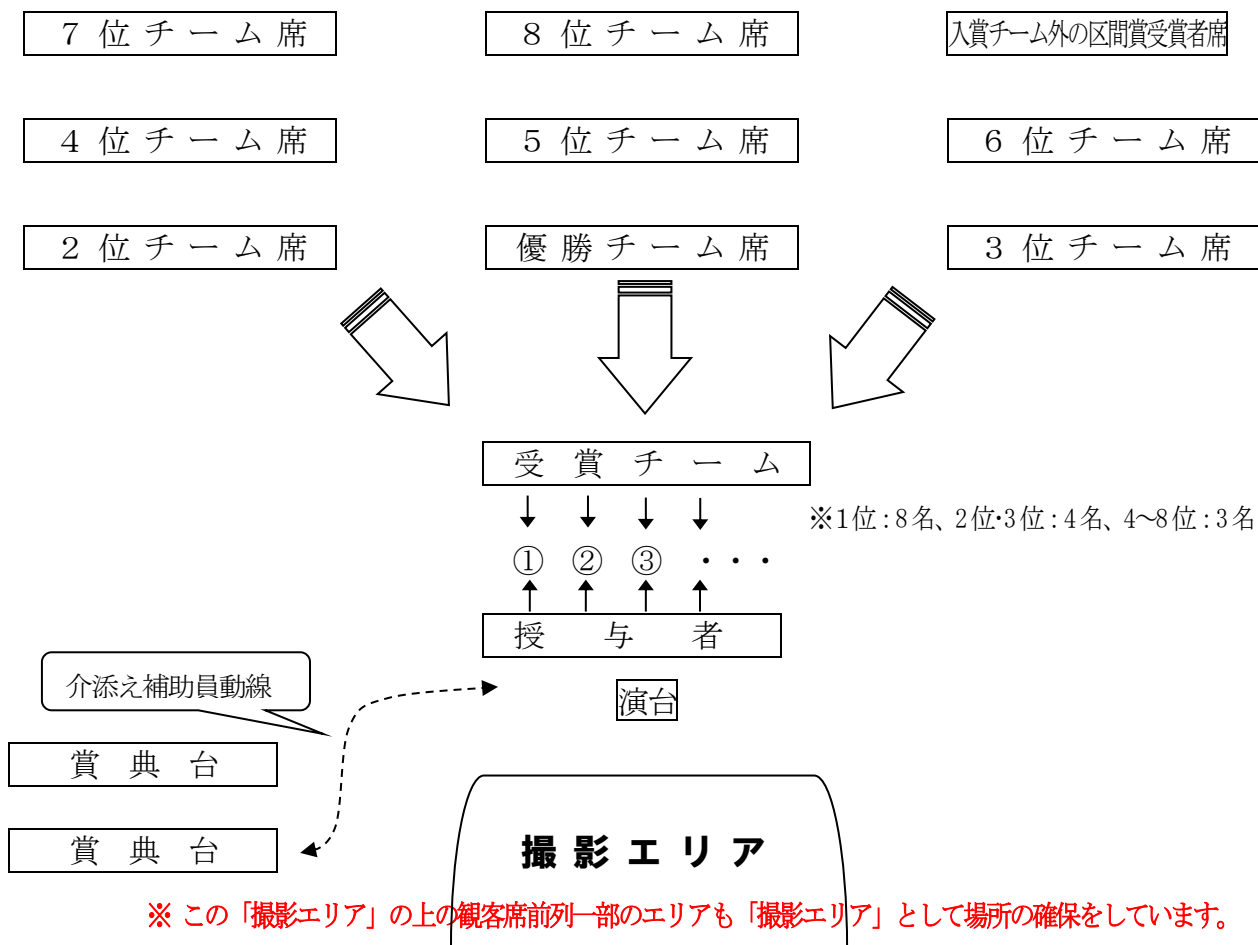 ７位チーム席
８位チーム席
入賞チーム外の区間賞受賞者席
４位チーム席
５位チーム席
６位チーム席
２位チーム席
優勝チーム席
３位チーム席
受賞チーム
※1位:8名、2位・3位:4名、4～8位:3名
① ② ③ ・・・
授与者
介添え補助員動線
演台
賞典台
賞典台
撮影エリア
※ この「撮影エリア」の上の観客席前列一部のエリアも「撮影エリア」として場所の確保をしています。